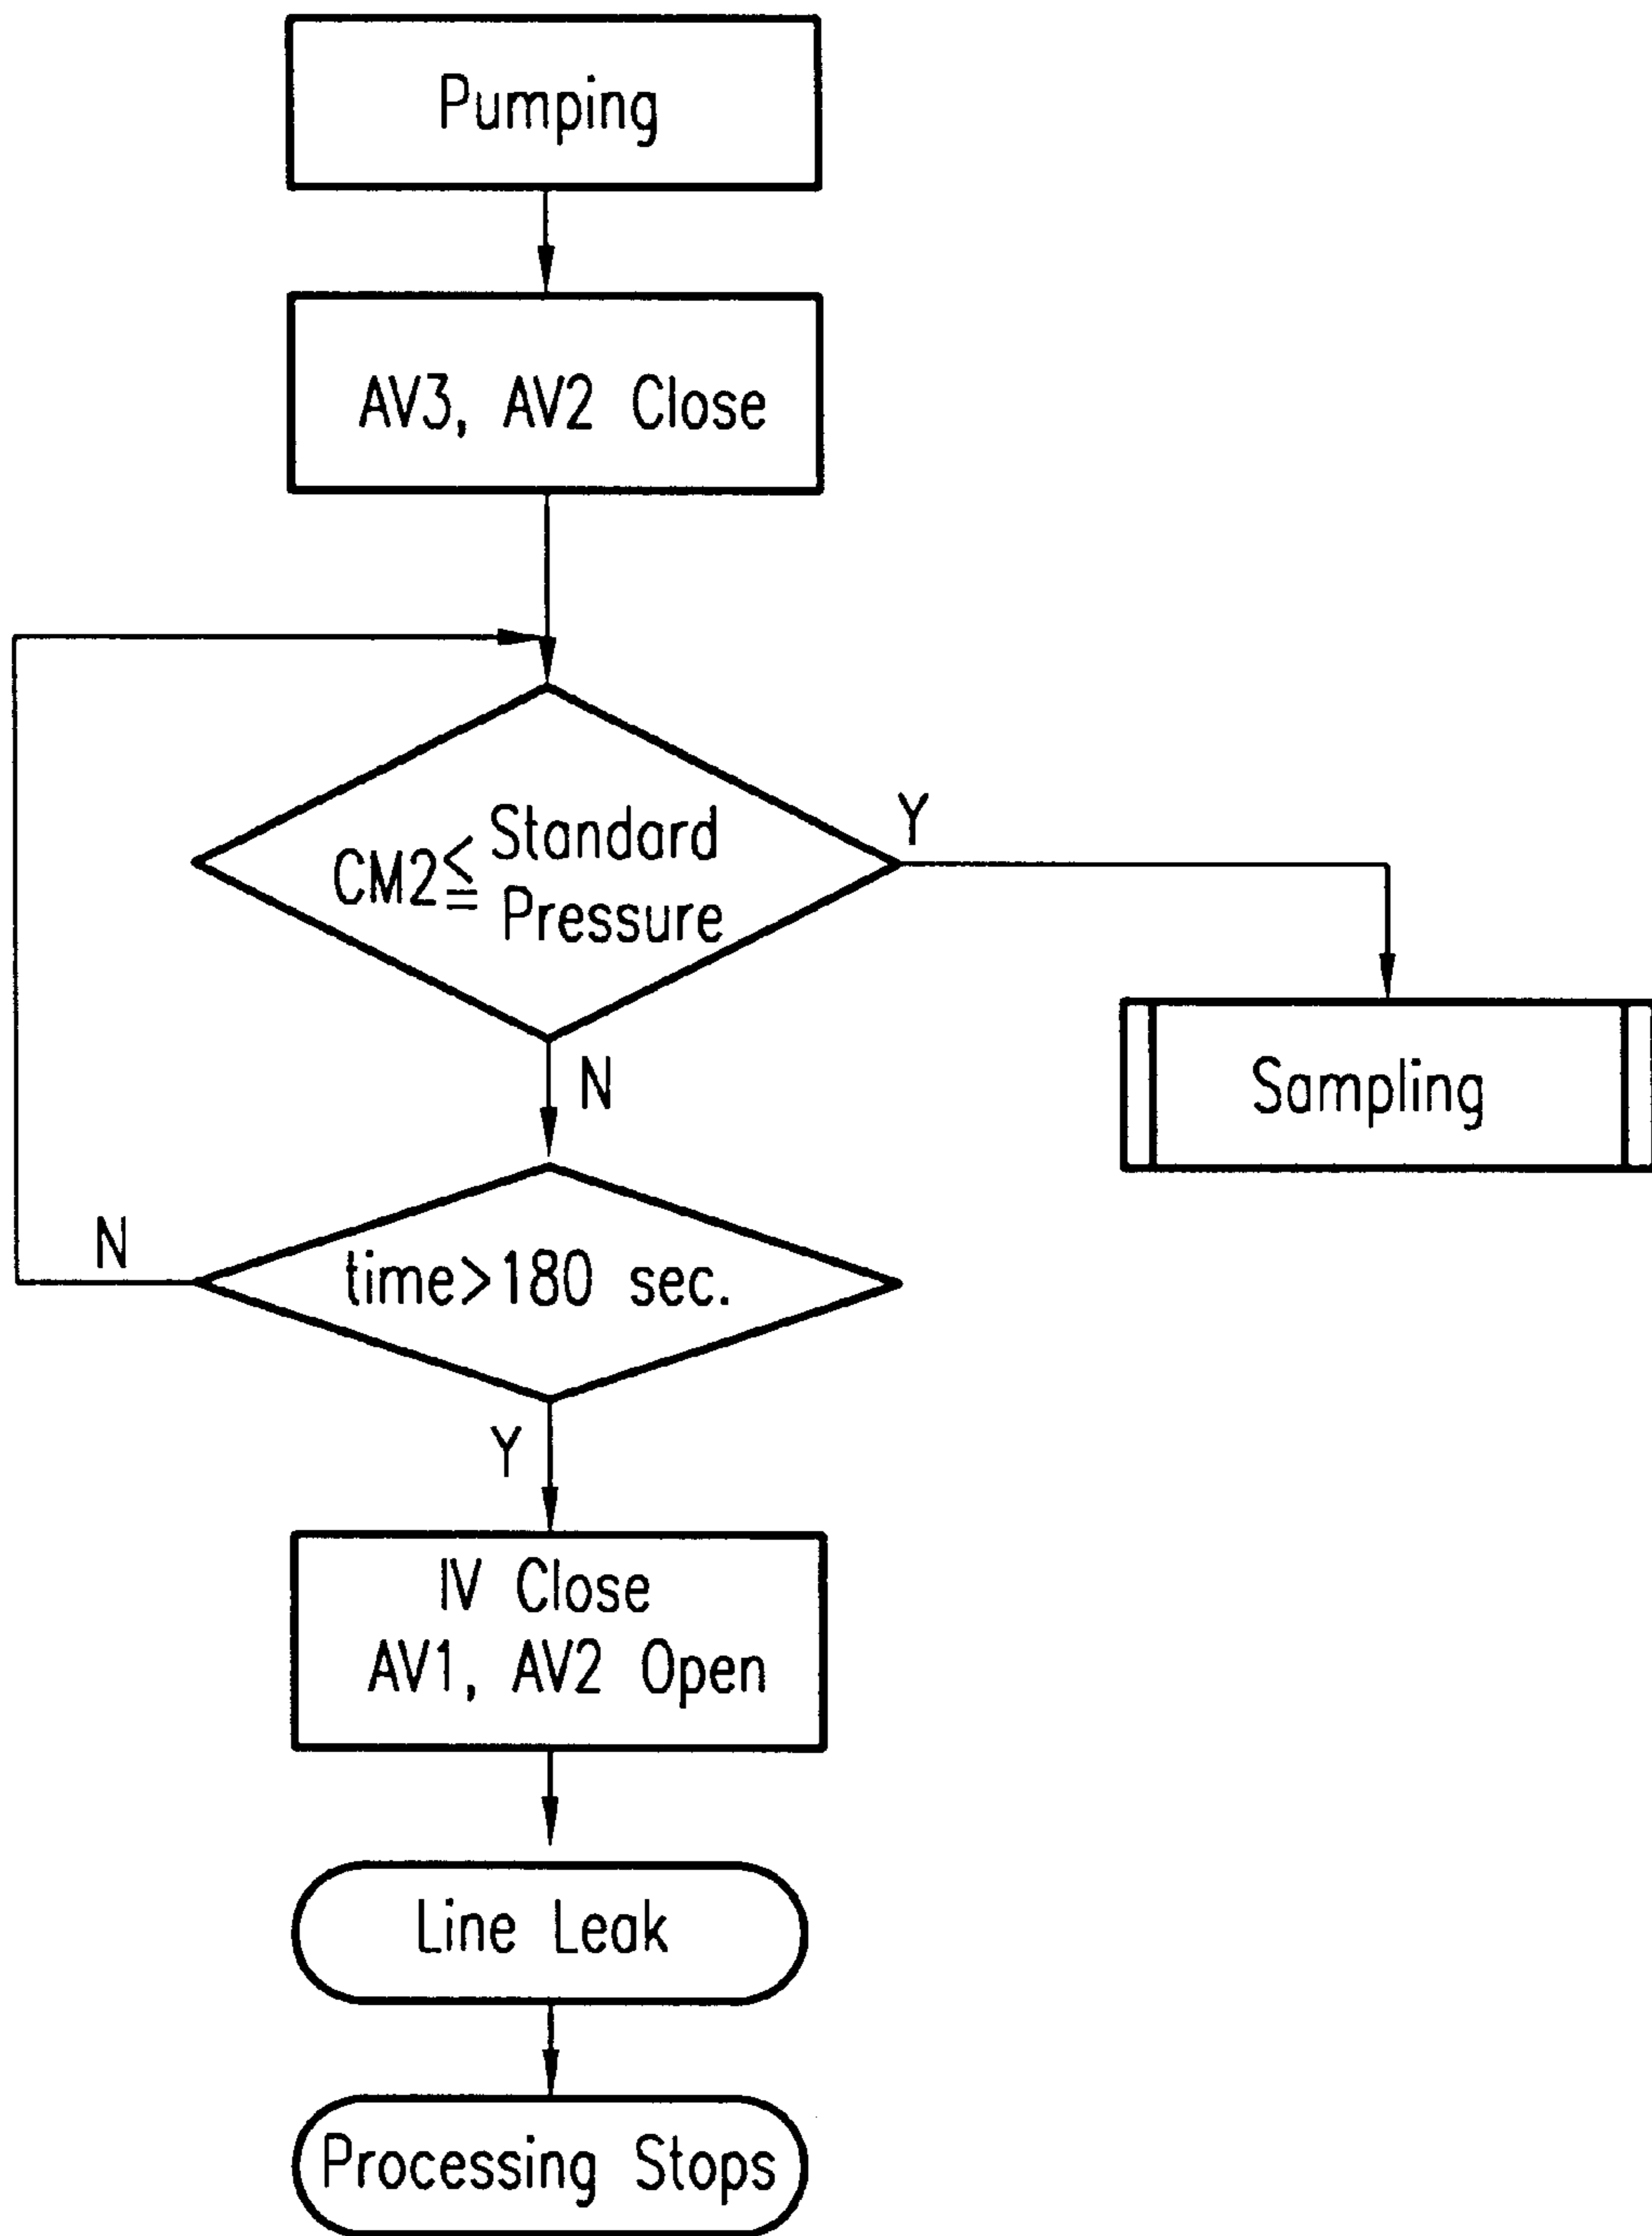 Pumping
AV3, AV2 Close
CM2≦ Standard
Pressure
Y
N
Sampling
N
time>180 sec.
Y
IV Close
AV1, AV2 Open
Line Leak
Processing Stops